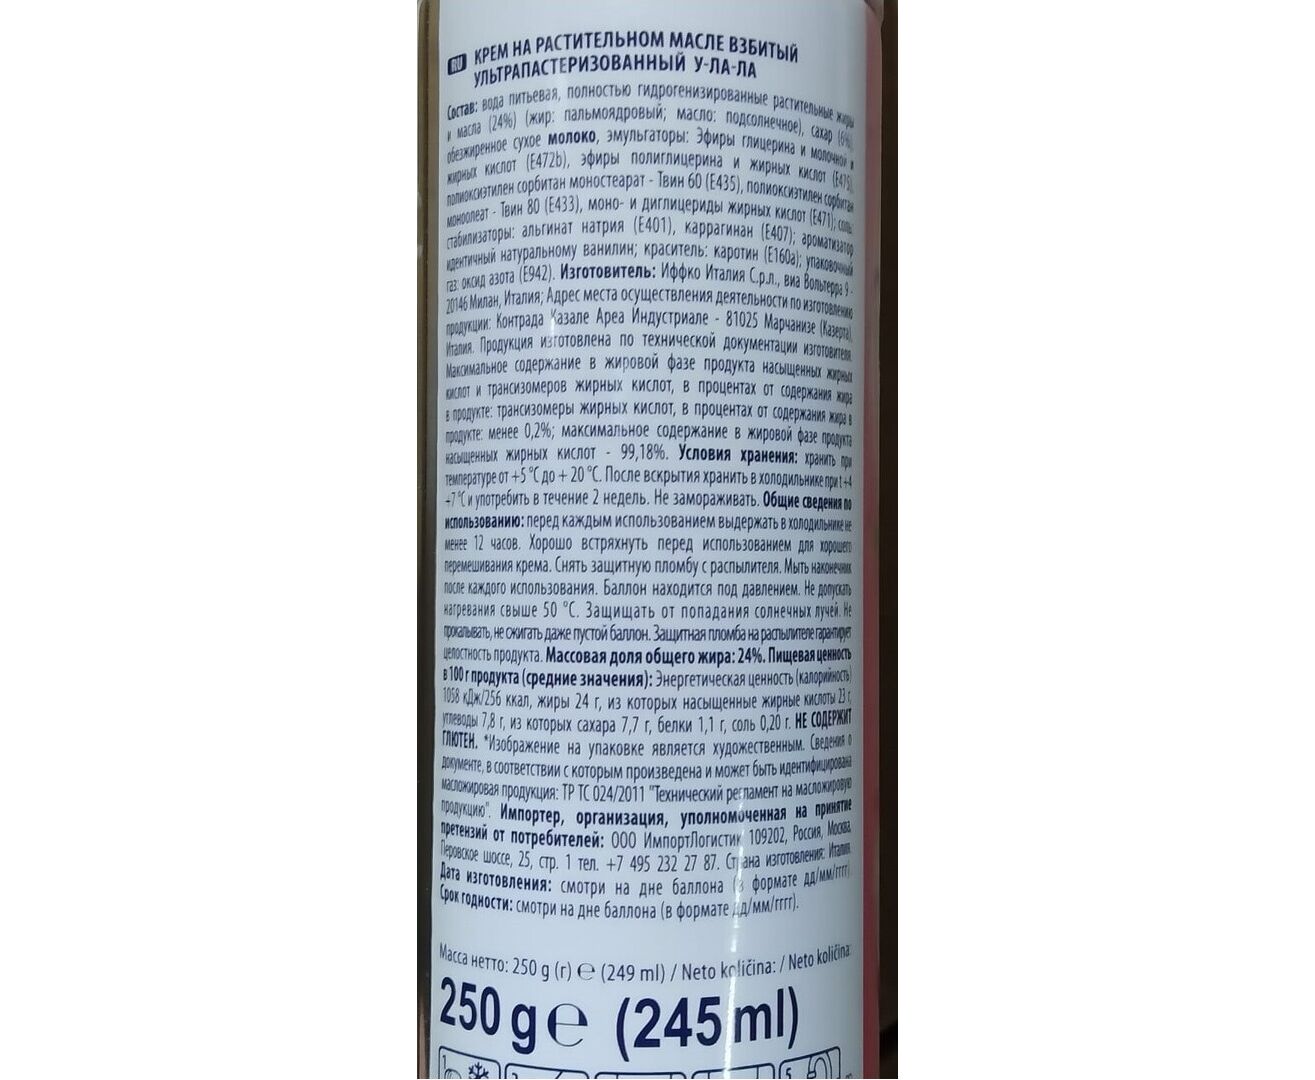 RU КРЕМ НА РАСТИТЕЛЬНОМ МАСЛЕ ВЗБИТЫЙ
УЛЬТРАПАСТЕРИЗОВАННЫЙ У-ЛА-ЛА
Состав: вода питьевая, полностью гидрогенизированные растительные жиры
и масла (24%) (жир: пальмоядровый; масло: подсолнечное), сахар (6%),
обезжиренное сухое молоко, эмульгаторы: Эфиры глицерина и молочной и
жирных кислот (Е472b), эфиры полиглицерина и жирных кислот (Е475),
полиоксиэтилен сорбитан моностеарат - Твин 60 (Е435), полиоксиэтилен сорбитан
моноолеат - Твин 80 (Е433), моно- и диглицериды жирных кислот (Е471); соль,
стабилизаторы: альгинат натрия (Е401), каррагинан (Е407); ароматизатор
идентичный натуральному ванилин; краситель: каротин (Е160а); упаковочный
газ: оксид азота (Е942). Изготовитель: Иффко Италия С.р.л., виа Вольтерра 9 -
20146 Милан, Италия; Адрес места осуществления деятельности по изготовлению
продукции: Контрада Казале Ареа Индустриале - 81025 Марчанизе (Казерта),
Италия. Продукция изготовлена по технической документации изготовителя.
Максимальное содержание в жировой фазе продукта насыщенных жирных
кислот и трансизомеров жирных кислот, в процентах от содержания жира
в продукте: трансизомеры жирных кислот, в процентах от содержания жира в
продукте: менее 0,2%; максимальное содержание в жировой фазе продукта
насыщенных жирных кислот - 99,18%. Условия хранения: хранить при
температуре от +5 °С до + 20 °С. После вскрытия хранить в холодильнике при t +4
+7 °С и употребить в течение 2 недель. Не замораживать. Общие сведения по
использованию: перед каждым использованием выдержать в холодильнике не
менее 12 часов. Хорошо встряхнуть перед использованием для хорошего
перемешивания крема. Снять защитную пломбу с распылителя. Мыть наконечник
после каждого использования. Баллон находится под давлением. Не допускать
нагревания свыше 50 °С. Защищать от попадания солнечных лучей. Не
прокалывать, не сжигать даже пустой баллон. Защитная пломба на распылителе гарантирует
целостность продукта. Массовая доля общего жира: 24%. Пищевая ценность
в 100 г продукта (средние значения): Энергетическая ценность (калорийность)
1058 кДж/256 ккал, жиры 24 г, из которых насыщенные жирные кислоты 23 г,
углеводы 7,8 г, из которых сахара 7,7 г, белки 1,1 г, соль 0,20 г. НЕ СОДЕРЖИТ
ГЛЮТЕН. *Изображение на упаковке является художественным. Сведения о
документе, в соответствии с которым произведена и может быть идентифицирована
масложировая продукция: ТР ТС 024/2011 "Технический регламент на масложировую
продукцию". Импортер, организация, уполномоченная на принятие
претензий от потребителей: ООО ИмпортЛогистик 109202, Россия, Москва,
Перовское шоссе, 25, стр. 1 тел. +7 495 232 27 87. Страна изготовления: Италия.
Дата изготовления: смотри на дне баллона (в формате дд/мм/гггг).
Срок годности: смотри на дне баллона (в формате дд/мм/гггг).
Масса нетто: 250 g (г) ℮ (249 ml) / Neto količina: / Neto količina:
250 g ℮ (245 ml)
1
5